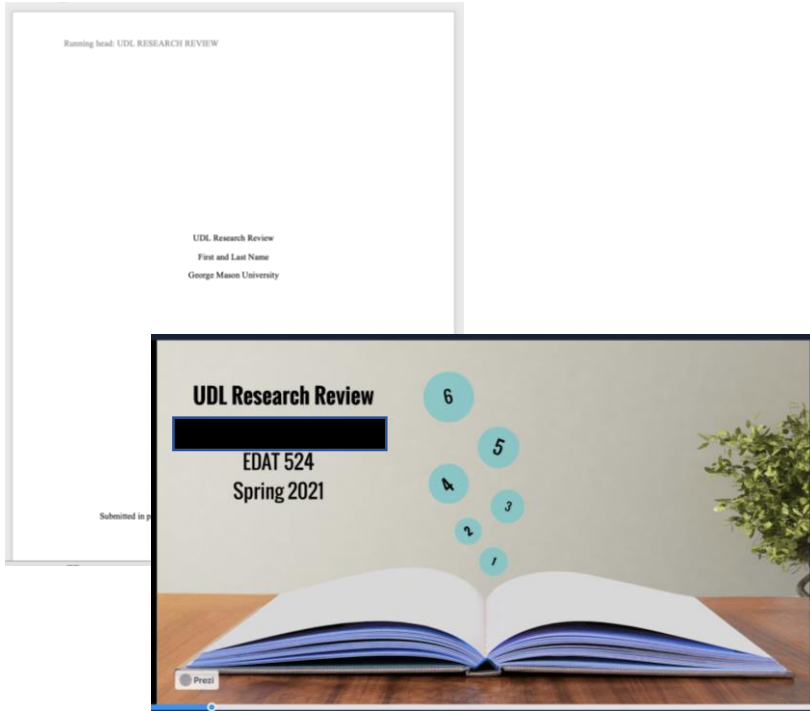 Running head: UDL RESEARCH REVIEW
UDL Research Review
First and Last Name
George Mason University
Submitted in p
UDL Research Review
EDAT 524
Spring 2021
6
5
4
3
2
1
Prezi